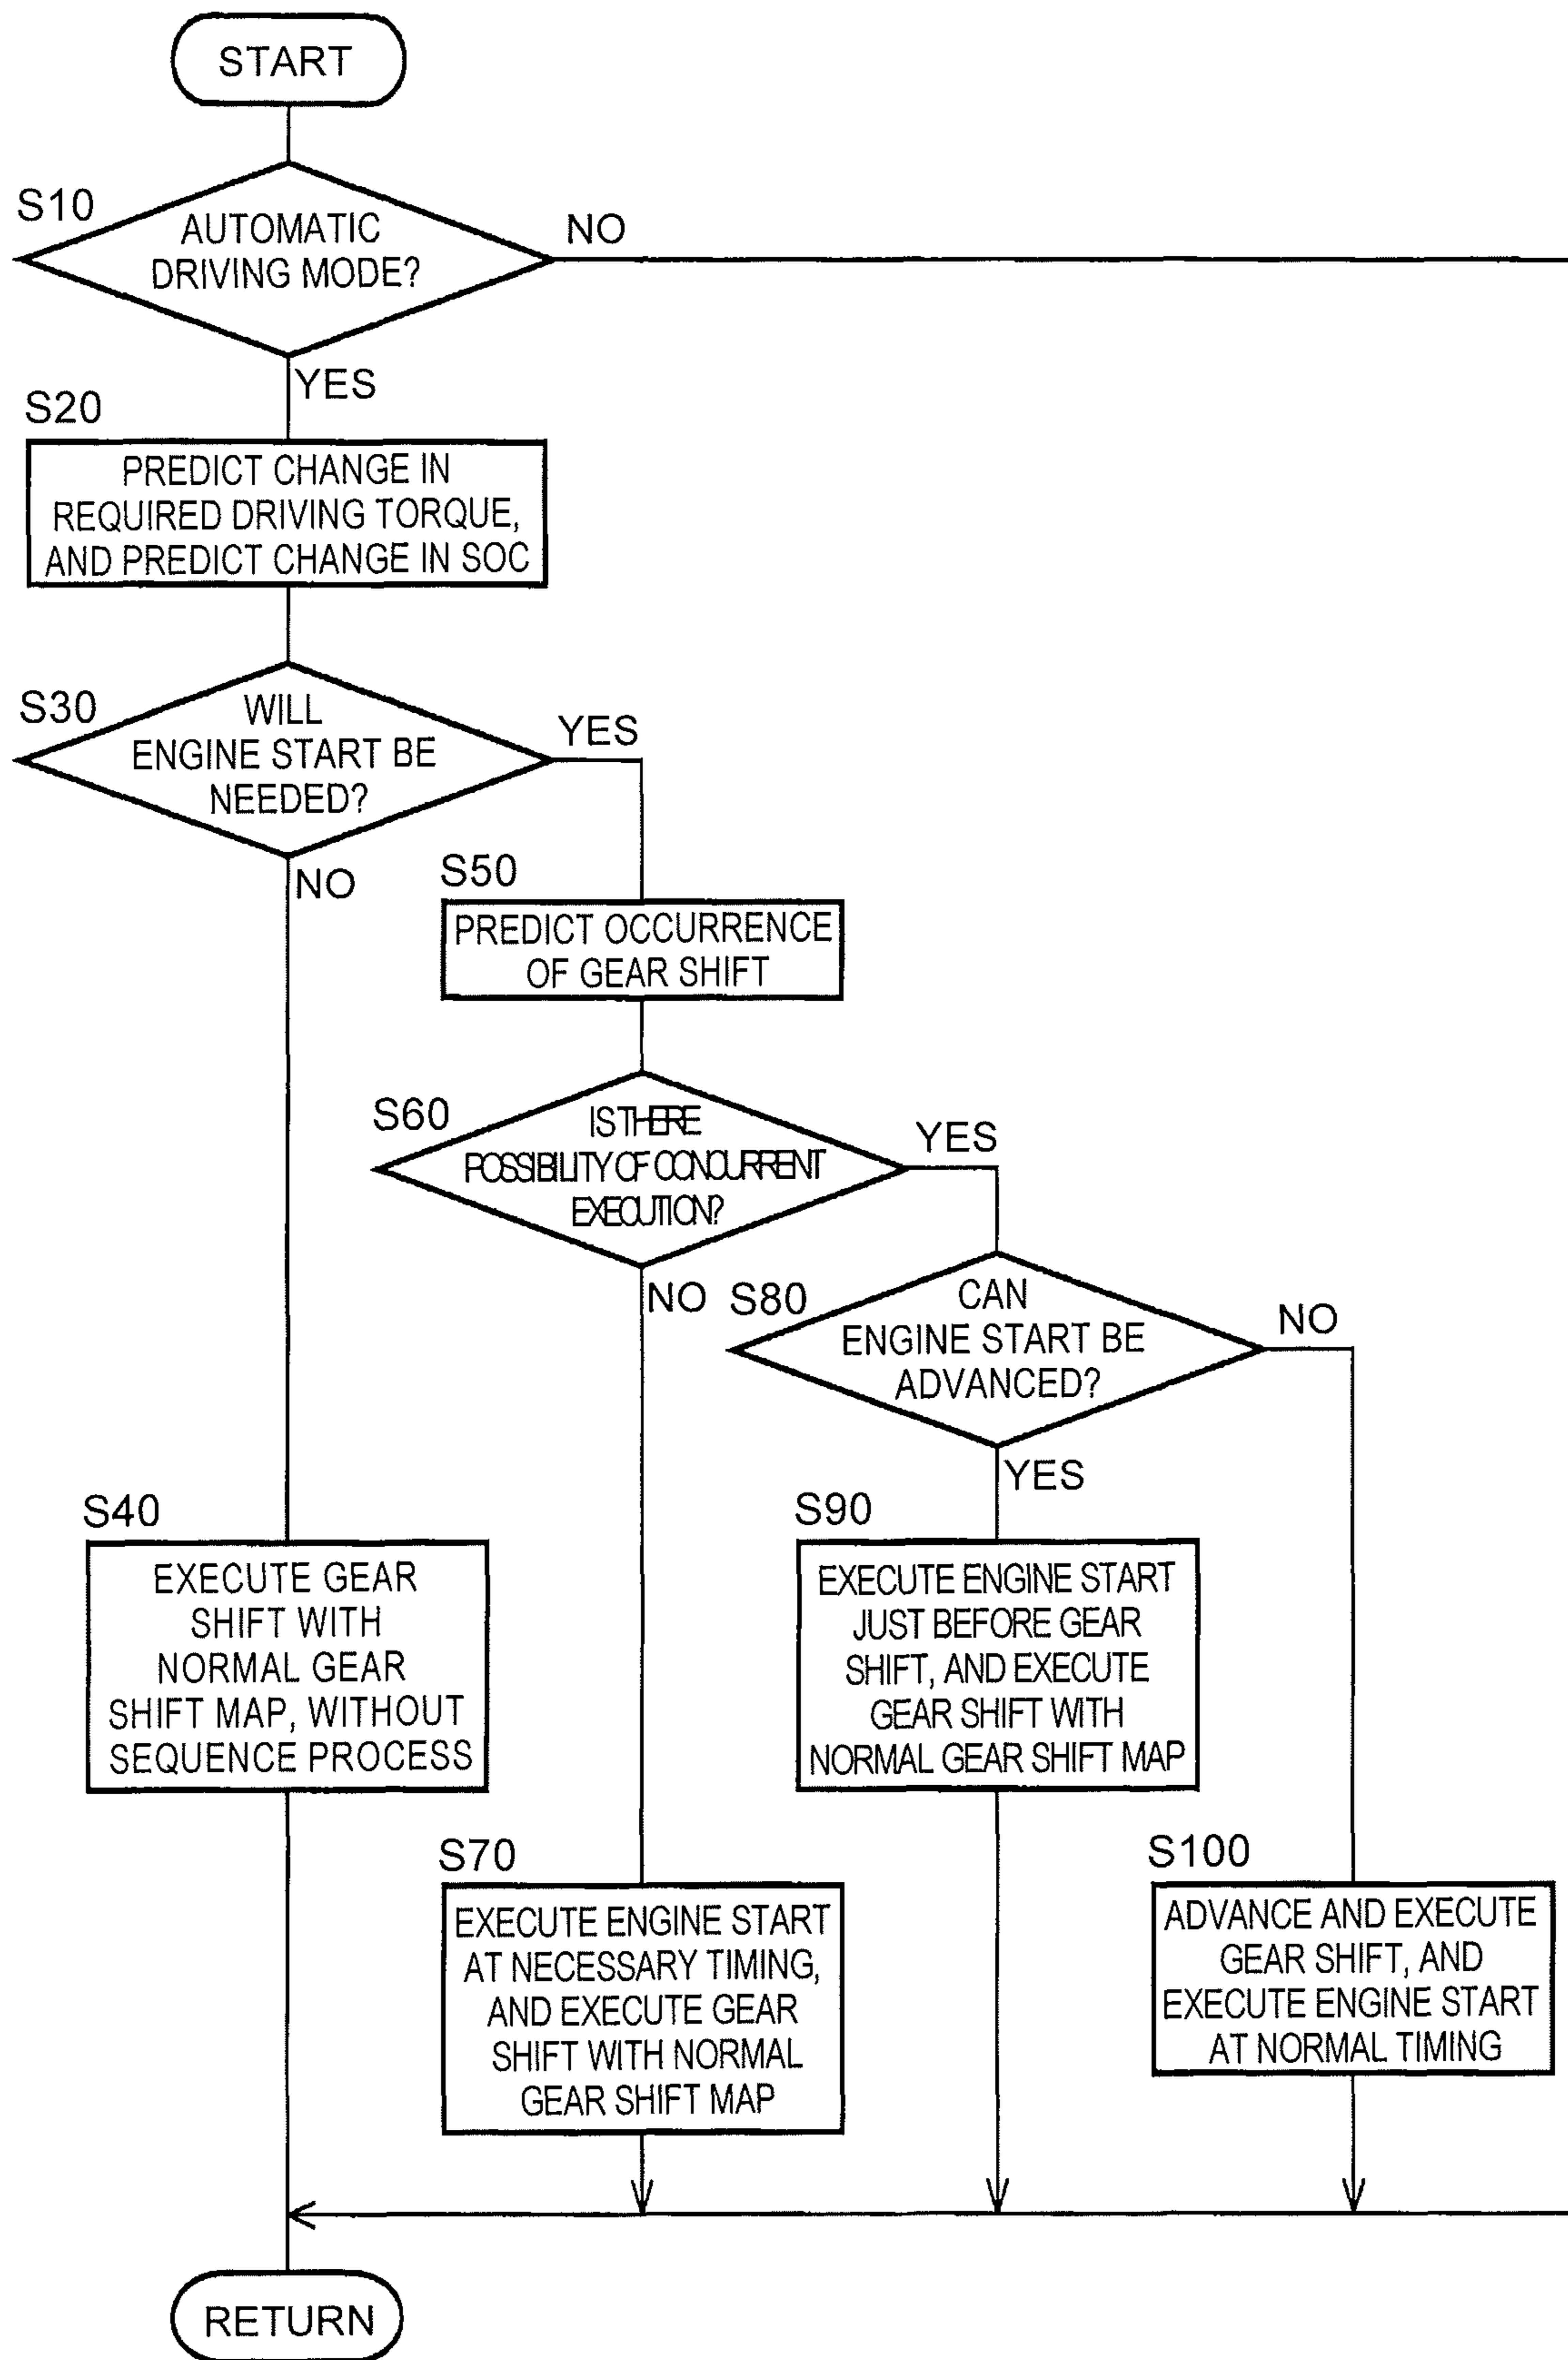 START
S10
AUTOMATIC
DRIVING MODE?
NO
YES
S20
PREDICT CHANGE IN
REQUIRED DRIVING TORQUE,
AND PREDICT CHANGE IN SOC
S30
WILL
ENGINE START BE
NEEDED?
YES
NO
S50
PREDICT OCCURRENCE
OF GEAR SHIFT
S60
IS THERE
POSSIBILITY OF CONCURRENT
EXECUTION?
YES
NO
S80
CAN
ENGINE START BE
ADVANCED?
NO
YES
S40
EXECUTE GEAR
SHIFT WITH
NORMAL GEAR
SHIFT MAP, WITHOUT
SEQUENCE PROCESS
S90
EXECUTE ENGINE START
JUST BEFORE GEAR
SHIFT, AND EXECUTE
GEAR SHIFT WITH
NORMAL GEAR SHIFT MAP
S70
EXECUTE ENGINE START
AT NECESSARY TIMING,
AND EXECUTE GEAR
SHIFT WITH NORMAL
GEAR SHIFT MAP
S100
ADVANCE AND EXECUTE
GEAR SHIFT, AND
EXECUTE ENGINE START
AT NORMAL TIMING
RETURN